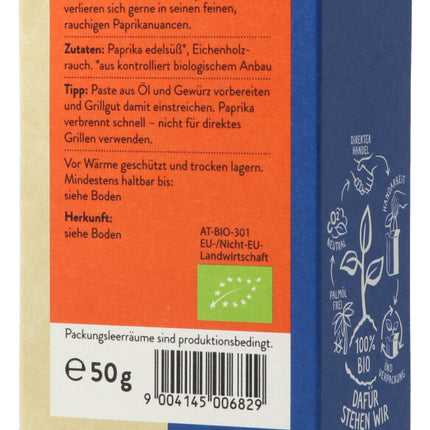 verlieren sich gerne in seinen feinen,
rauchigen Paprikanuancen.
Zutaten: Paprika edelsüß*, Eichenholz-
rauch. *aus kontrolliert biologischem Anbau
Tipp: Paste aus Öl und Gewürz vorbereiten
und Grillgut damit einstreichen. Paprika
verbrennt schnell – nicht für direktes
Grillen verwenden.
Vor Wärme geschützt und trocken lagern.
Mindestens haltbar bis:
siehe Boden
Herkunft:
siehe Boden
AT-BIO-301
EU-/Nicht-EU-
Landwirtschaft
Packungsleerräume sind produktionsbedingt.
℮ 50 g
9 004145 006829
DIREKTER
HANDEL
HANDARBEIT
CO2
NEUTRAL
PALMÖL
FREI
100%
BIO
ÖKO
VERPACKUNG
DAFÜR
STEHEN WIR